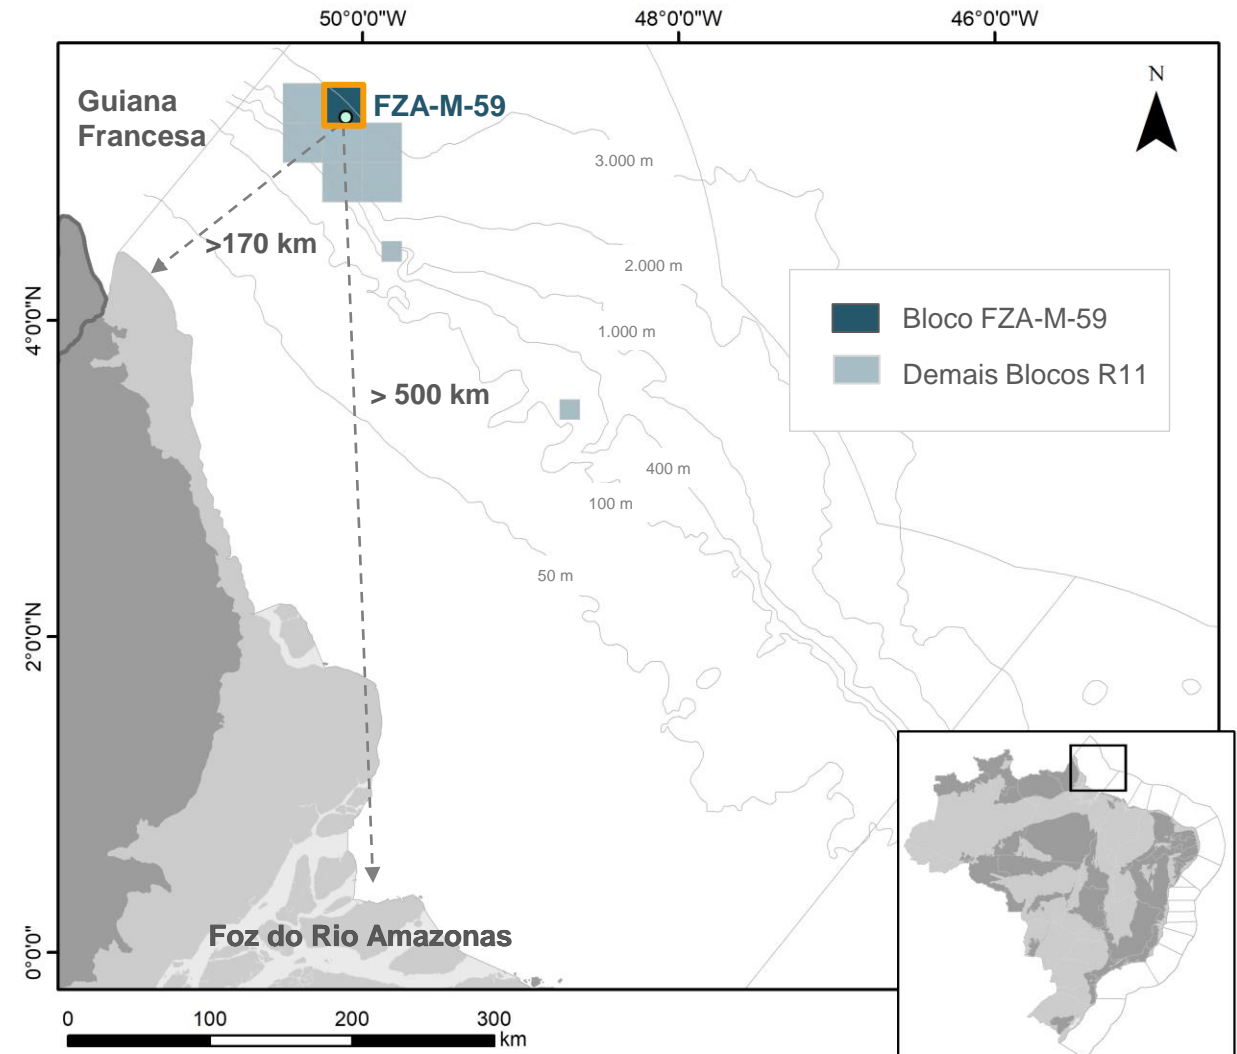 50°0'0"W
48°0'0"W
46°0'0"W
Guiana
Francesa
FZA-M-59
N
3.000 m
>170 km
2.000 m
4°0'0"N
Bloco FZA-M-59
1.000 m
Demais Blocos R11
> 500 km
400 m
100 m
50 m
2°0'0"N
Foz do Rio Amazonas
0°0'0"
0
100
200
300
km